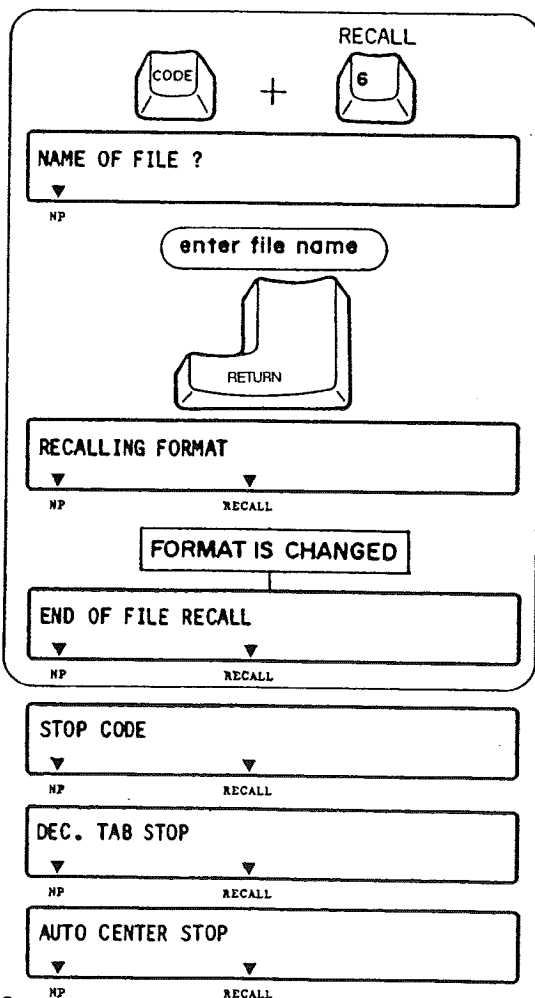 RECALL
CODE + 6
NAME OF FILE ?
NP
enter file name
RETURN
RECALLING FORMAT
NP RECALL
FORMAT IS CHANGED
END OF FILE RECALL
NP RECALL
STOP CODE
NP RECALL
DEC. TAB STOP
NP RECALL
AUTO CENTER STOP
NP RECALL